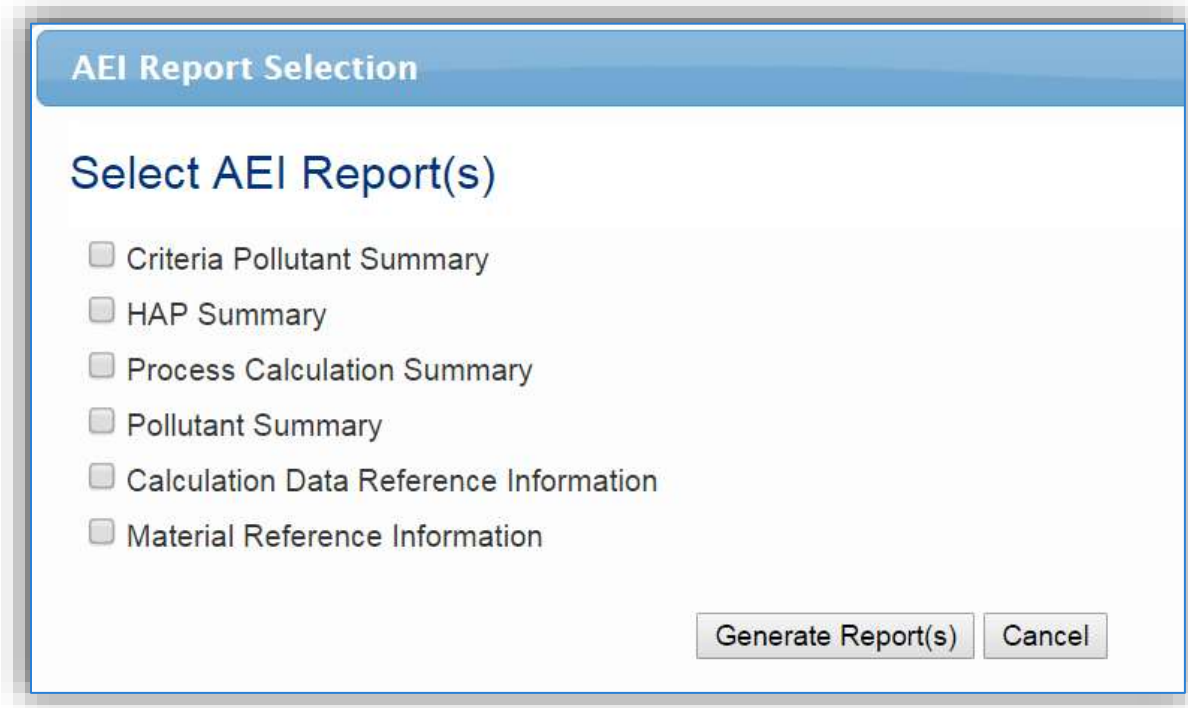 AEI Report Selection
Select AEI Report(s)
Criteria Pollutant Summary
HAP Summary
Process Calculation Summary
Pollutant Summary
Calculation Data Reference Information
Material Reference Information
Generate Report(s) Cancel